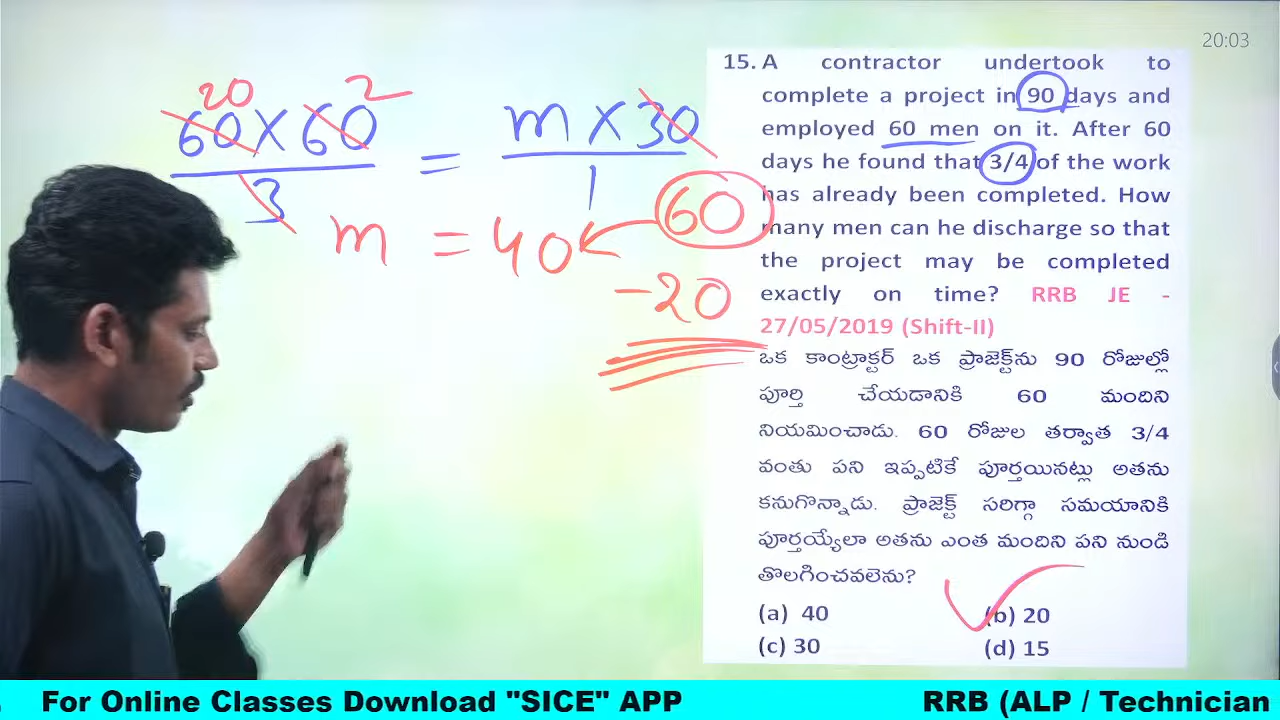 20:03
20 2
60 × 60 = m × 30
3 1
m = 40 60
-20
15. A contractor undertook to
complete a project in 90 days and
employed 60 men on it. After 60
days he found that 3/4 of the work
has already been completed. How
many men can he discharge so that
the project may be completed
exactly on time? RRB JE -
27/05/2019 (Shift-II)
ఒక కాంట్రాక్టర్ ఒక ప్రాజెక్ట్‌ను 90 రోజుల్లో
పూర్తి చేయడానికి 60 మందిని
నియమించాడు. 60 రోజుల తర్వాత 3/4
వంతు పని ఇప్పటికే పూర్తయినట్లు అతను
కనుగొన్నాడు. ప్రాజెక్ట్ సరిగ్గా సమయానికి
పూర్తయ్యేలా అతను ఎంత మందిని పని నుండి
తొలగించవలెను?
(a) 40 (b) 20
(c) 30 (d) 15
For Online Classes Download "SICE" APP RRB (ALP / Technician